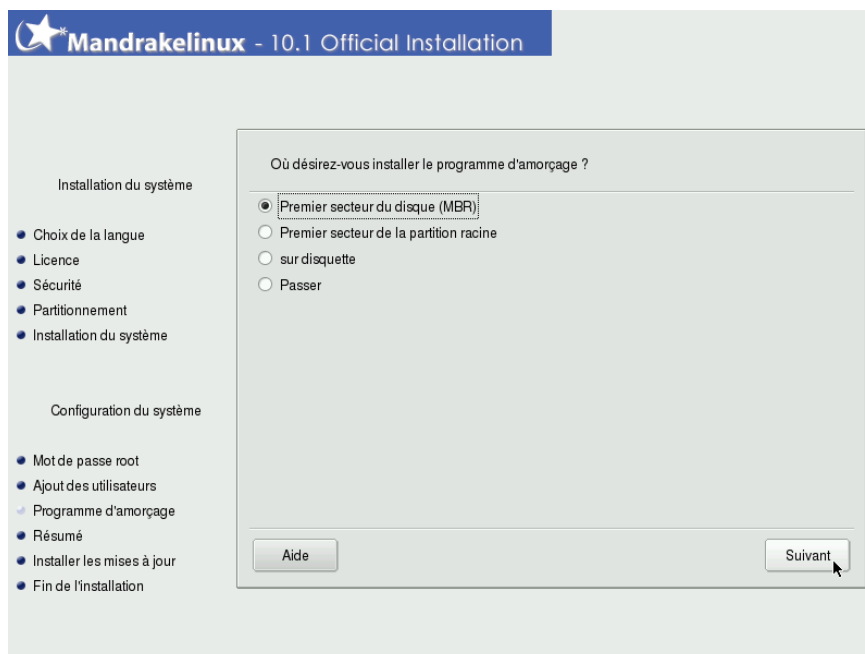 Mandrakelinux - 10.1 Official Installation
Installation du système
Choix de la langue
Licence
Sécurité
Partitionnement
Installation du système
Configuration du système
Mot de passe root
Ajout des utilisateurs
Programme d'amorçage
Résumé
Installer les mises à jour
Fin de l'installation
Où désirez-vous installer le programme d'amorçage ?
Premier secteur du disque (MBR)
Premier secteur de la partition racine
sur disquette
Passer
Aide
Suivant